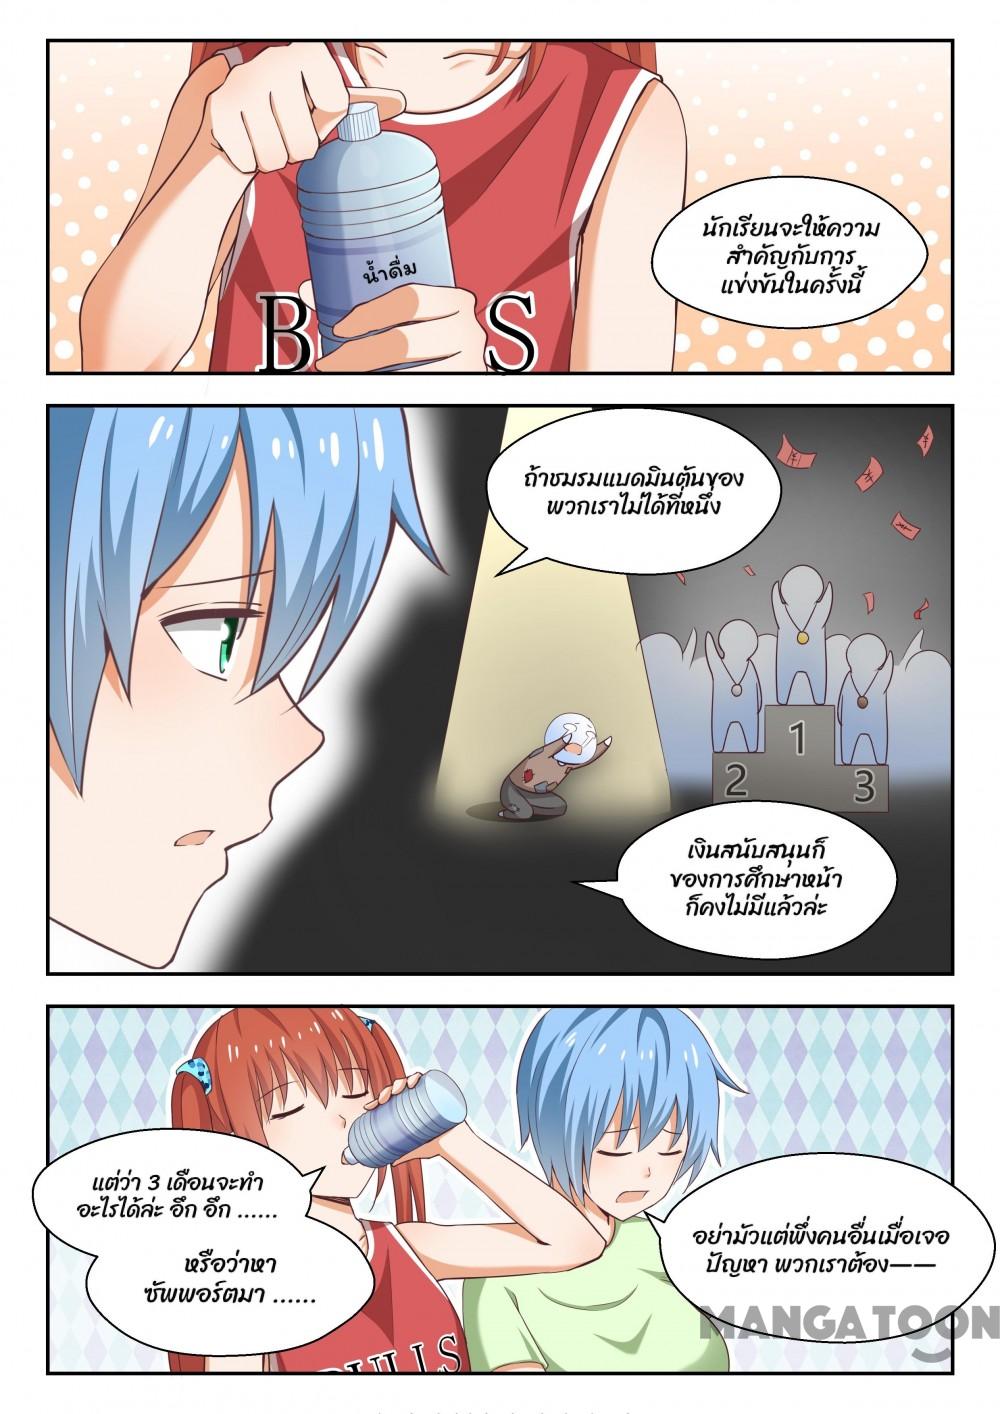 นักเรียนจะให้ความ
สำคัญกับการ
แข่งขันในครั้งนี้
น้ำดื่ม
B LS
ถ้าชมรมแบดมินตันของ
พวกเราไม่ได้ที่หนึ่ง
1
2
3
เงินสนับสนุนก็
ของการศึกษาหน้า
ก็คงไม่มีแล้วล่ะ
แต่ว่า 3 เดือนจะทำ
อะไรได้ล่ะ อึก อึก ......
หรือว่าหา
ซัพพอร์ตมา ......
อย่ามัวแต่พึ่งคนอื่นเมื่อเจอ
ปัญหา พวกเราต้อง——
BULLS
MANGATOON